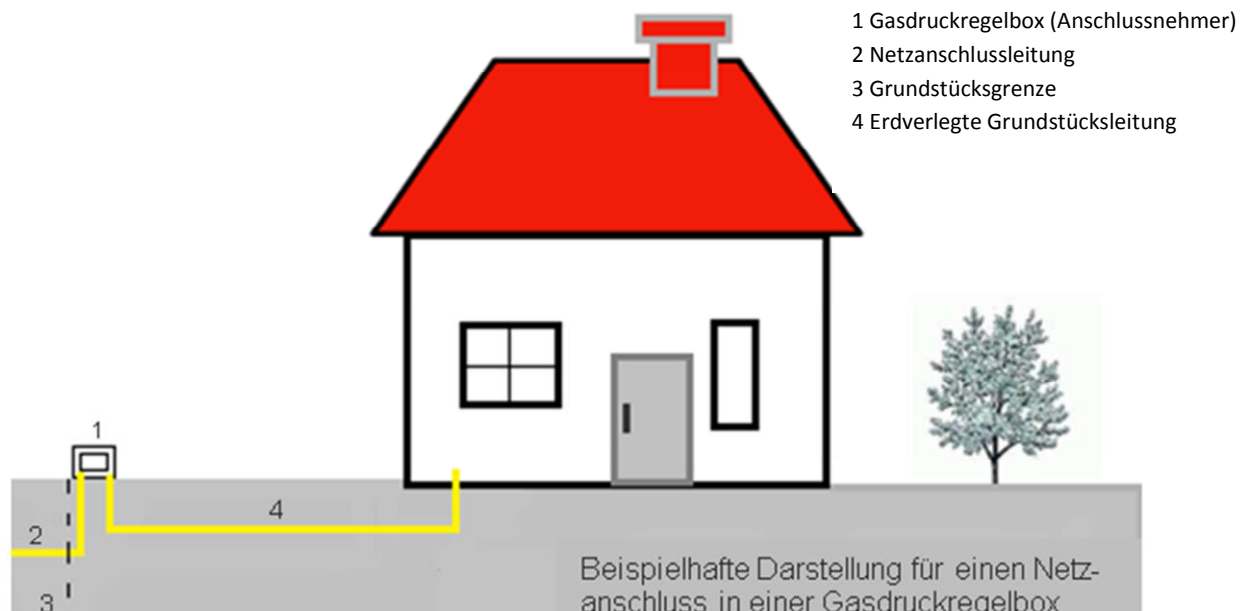 1 Gasdruckregelbox (Anschlussnehmer)
2 Netzanschlussleitung
3 Grundstücksgrenze
4 Erdverlegte Grundstücksleitung
1
4
2
3
Beispielhafte Darstellung für einen Netz-
anschluss in einer Gasdruckregelbox